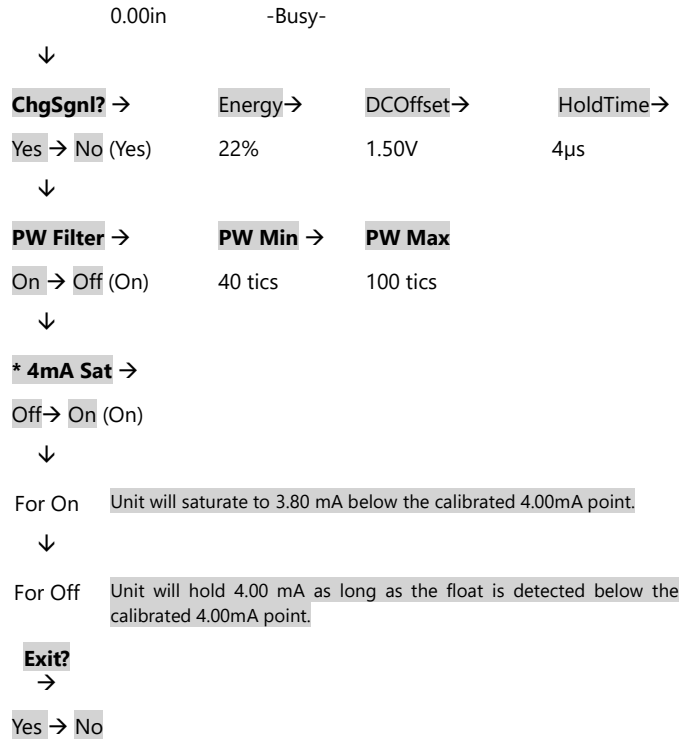 0.00in -Busy-
↓
ChgSgnl? → Energy→ DCOffset→ HoldTime→
Yes → No (Yes) 22% 1.50V 4µs
↓
PW Filter → PW Min → PW Max
On → Off (On) 40 tics 100 tics
↓
* 4mA Sat →
Off→ On (On)
↓
For On Unit will saturate to 3.80 mA below the calibrated 4.00mA point.
↓
For Off Unit will hold 4.00 mA as long as the float is detected below the
calibrated 4.00mA point.
Exit?
→
Yes → No